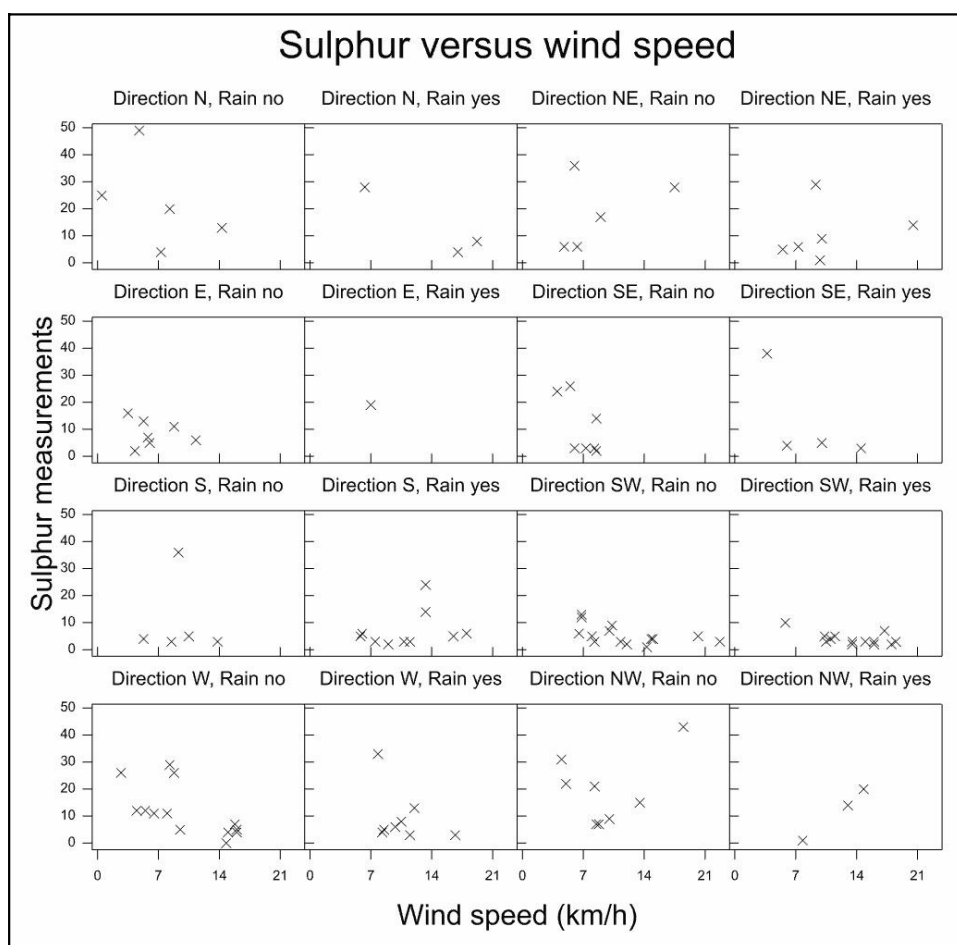 Sulphur versus wind speed
Direction N, Rain no
Direction N, Rain yes
Direction NE, Rain no
Direction NE, Rain yes
50
40
30
20
10
0
Direction E, Rain no
Direction E, Rain yes
Direction SE, Rain no
Direction SE, Rain yes
50
40
30
20
10
0
Sulphur measurements
Direction S, Rain no
Direction S, Rain yes
Direction SW, Rain no
Direction SW, Rain yes
50
40
30
20
10
0
Direction W, Rain no
Direction W, Rain yes
Direction NW, Rain no
Direction NW, Rain yes
50
40
30
20
10
0
0 7 14 21 0 7 14 21 0 7 14 21 0 7 14 21
Wind speed (km/h)